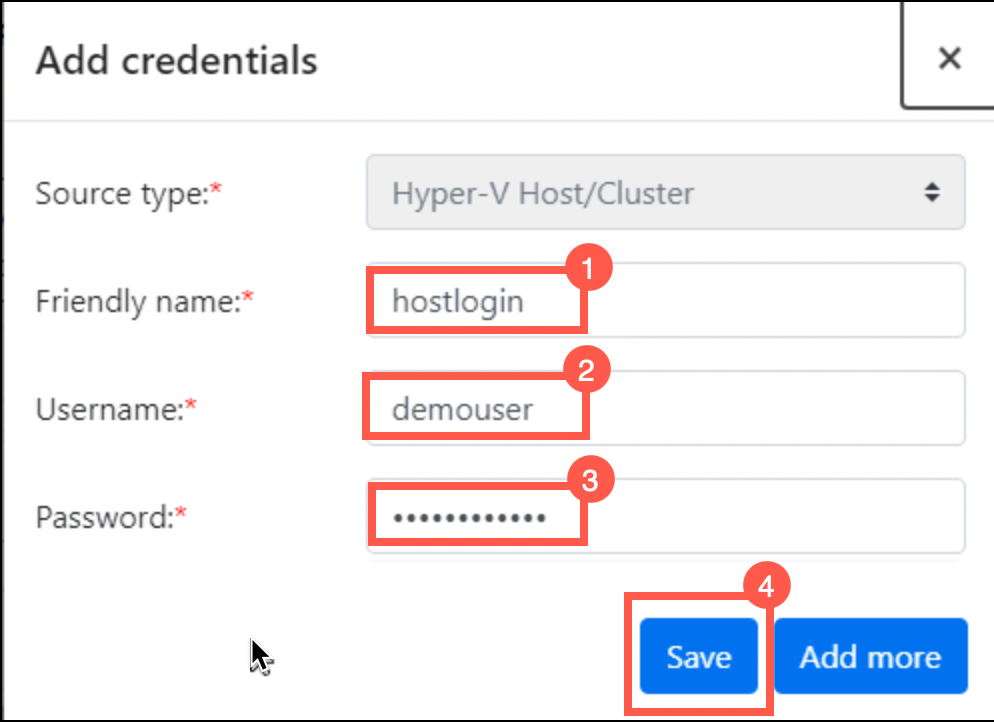 Add credentials
×
Source type:*
Hyper-V Host/Cluster
1
Friendly name:*
hostlogin
2
Username:*
demouser
3
Password:*
••••••••••••
4
Save
Add more